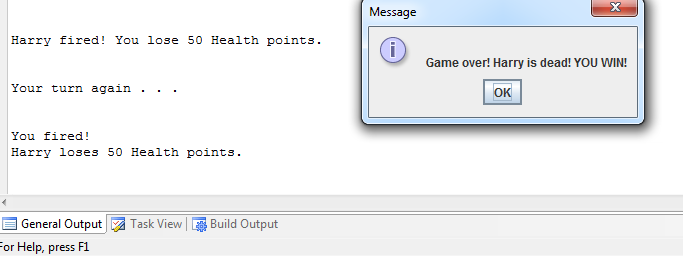 Harry fired! You lose 50 Health points.
Your turn again . . .
You fired!
Harry loses 50 Health points.
Message
Game over! Harry is dead! YOU WIN!
OK
General Output
Task View
Build Output
For Help, press F1